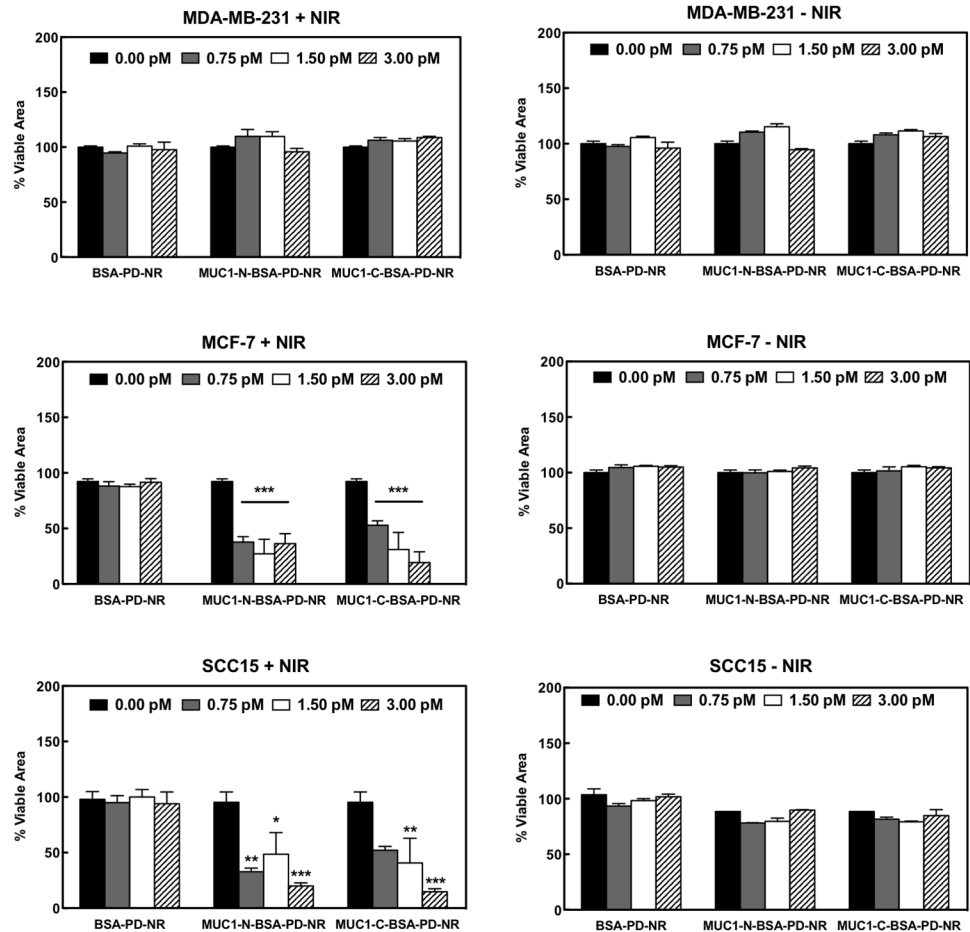 MDA-MB-231 + NIR
200
150
100
50
0
% Viable Area
0.00 pM 0.75 pM 1.50 pM 3.00 pM
BSA-PD-NR MUC1-N-BSA-PD-NR MUC1-C-BSA-PD-NR
MDA-MB-231 - NIR
200
150
100
50
0
% Viable Area
0.00 pM 0.75 pM 1.50 pM 3.00 pM
BSA-PD-NR MUC1-N-BSA-PD-NR MUC1-C-BSA-PD-NR
MCF-7 + NIR
200
150
100
50
0
% Viable Area
0.00 pM 0.75 pM 1.50 pM 3.00 pM
*** ***
BSA-PD-NR MUC1-N-BSA-PD-NR MUC1-C-BSA-PD-NR
MCF-7 - NIR
200
150
100
50
0
% Viable Area
0.00 pM 0.75 pM 1.50 pM 3.00 pM
BSA-PD-NR MUC1-N-BSA-PD-NR MUC1-C-BSA-PD-NR
SCC15 + NIR
200
150
100
50
0
% Viable Area
0.00 pM 0.75 pM 1.50 pM 3.00 pM
** * *** ** ***
BSA-PD-NR MUC1-N-BSA-PD-NR MUC1-C-BSA-PD-NR
SCC15 - NIR
200
150
100
50
0
% Viable Area
0.00 pM 0.75 pM 1.50 pM 3.00 pM
BSA-PD-NR MUC1-N-BSA-PD-NR MUC1-C-BSA-PD-NR